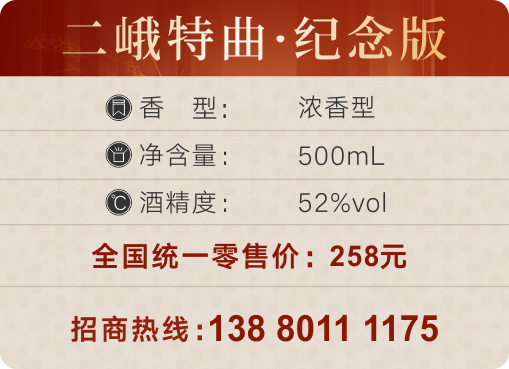 二峨特曲·纪念版
香 型： 浓香型
净含量： 500mL
℃ 酒精度： 52%vol
全国统一零售价：258元
招商热线:138 8011 1175